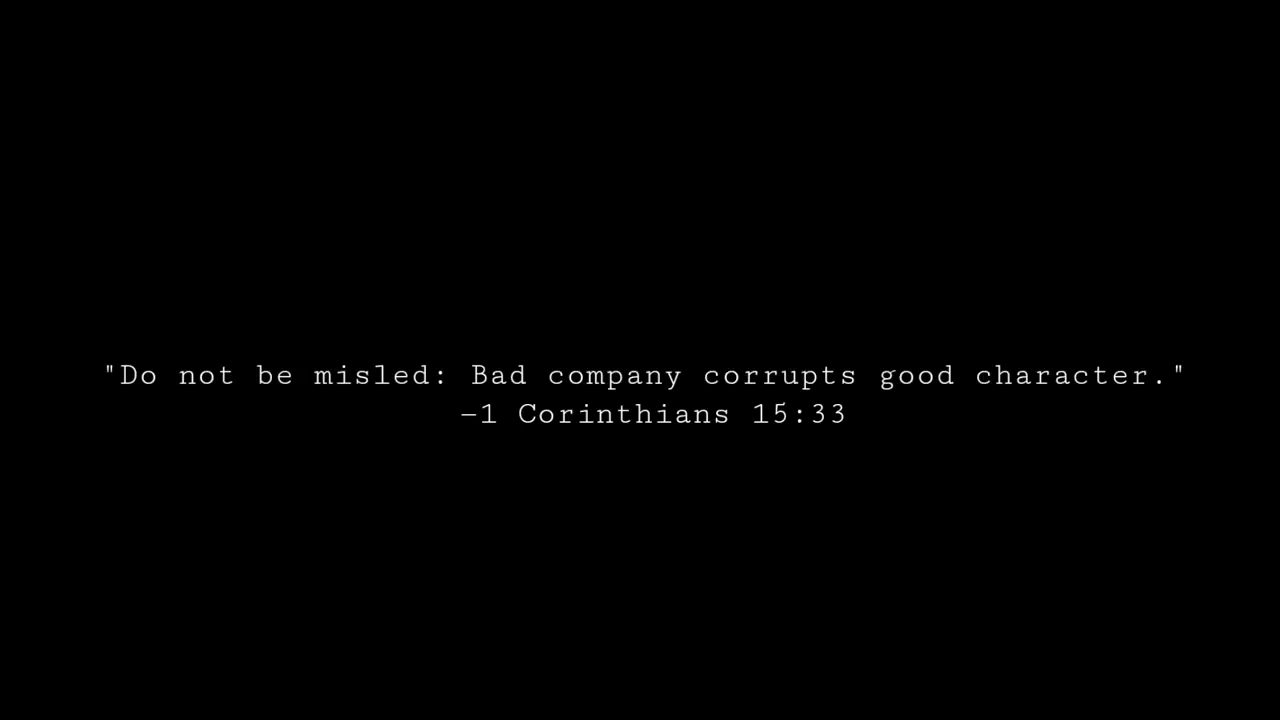 "Do not be misled: Bad company corrupts good character."
—1 Corinthians 15:33